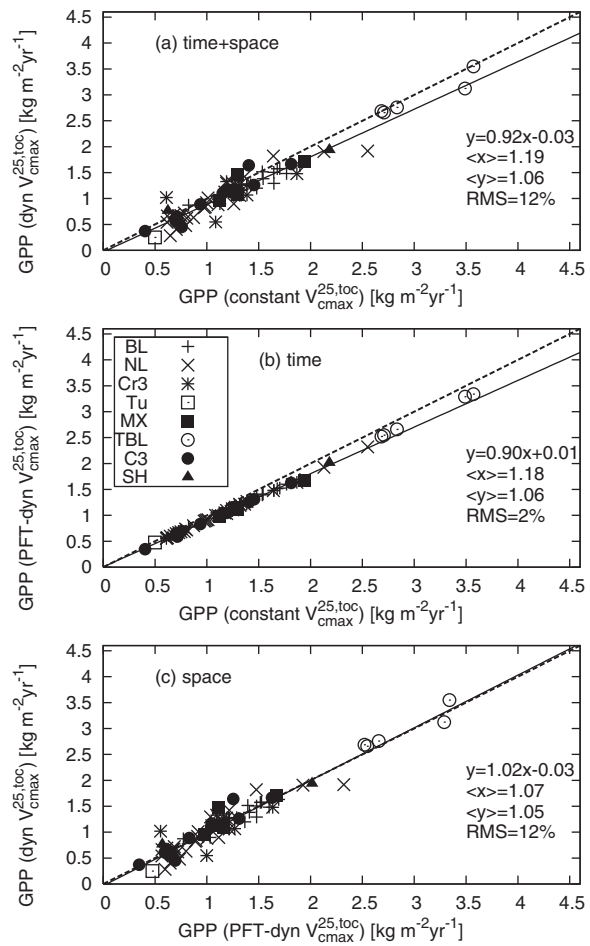 (a) time+space
GPP (dyn V_cmax^25,toc) [kg m-2yr-1]
4.5
4
3.5
3
2.5
2
1.5
1
0.5
0
y=0.92x-0.03
<x>=1.19
<y>=1.06
RMS=12%
0 0.5 1 1.5 2 2.5 3 3.5 4 4.5
GPP (constant V_cmax^25,toc) [kg m-2yr-1]
(b) time
GPP (PFT-dyn V_cmax^25,toc) [kg m-2yr-1]
4.5
4
3.5
3
2.5
2
1.5
1
0.5
0
BL
NL
Cr3
Tu
MX
TBL
C3
SH
y=0.90x+0.01
<x>=1.18
<y>=1.06
RMS=2%
0 0.5 1 1.5 2 2.5 3 3.5 4 4.5
GPP (constant V_cmax^25,toc) [kg m-2yr-1]
(c) space
GPP (dyn V_cmax^25,toc) [kg m-2yr-1]
4.5
4
3.5
3
2.5
2
1.5
1
0.5
0
y=1.02x-0.03
<x>=1.07
<y>=1.05
RMS=12%
0 0.5 1 1.5 2 2.5 3 3.5 4 4.5
GPP (PFT-dyn V_cmax^25,toc) [kg m-2yr-1]